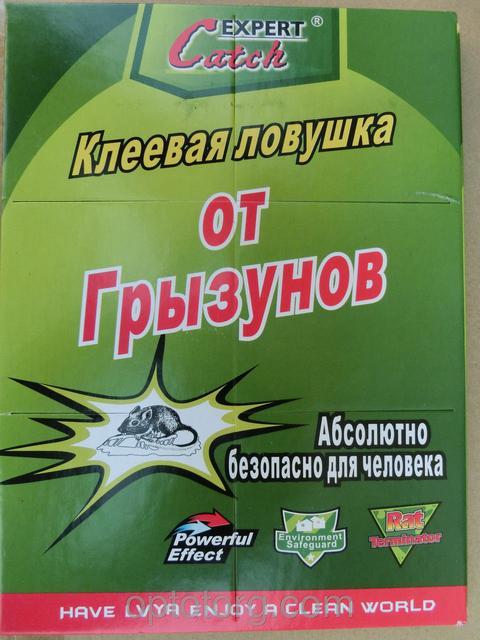 EXPERT ®
Catch
Клеевая ловушка
от
Грызунов
Абсолютно
безопасно для человека
Powerful
Effect
Environment
Safeguard
Rat
Terminator
HAVE LVYA ENJOY A CLEAN WORLD
optotorg.com